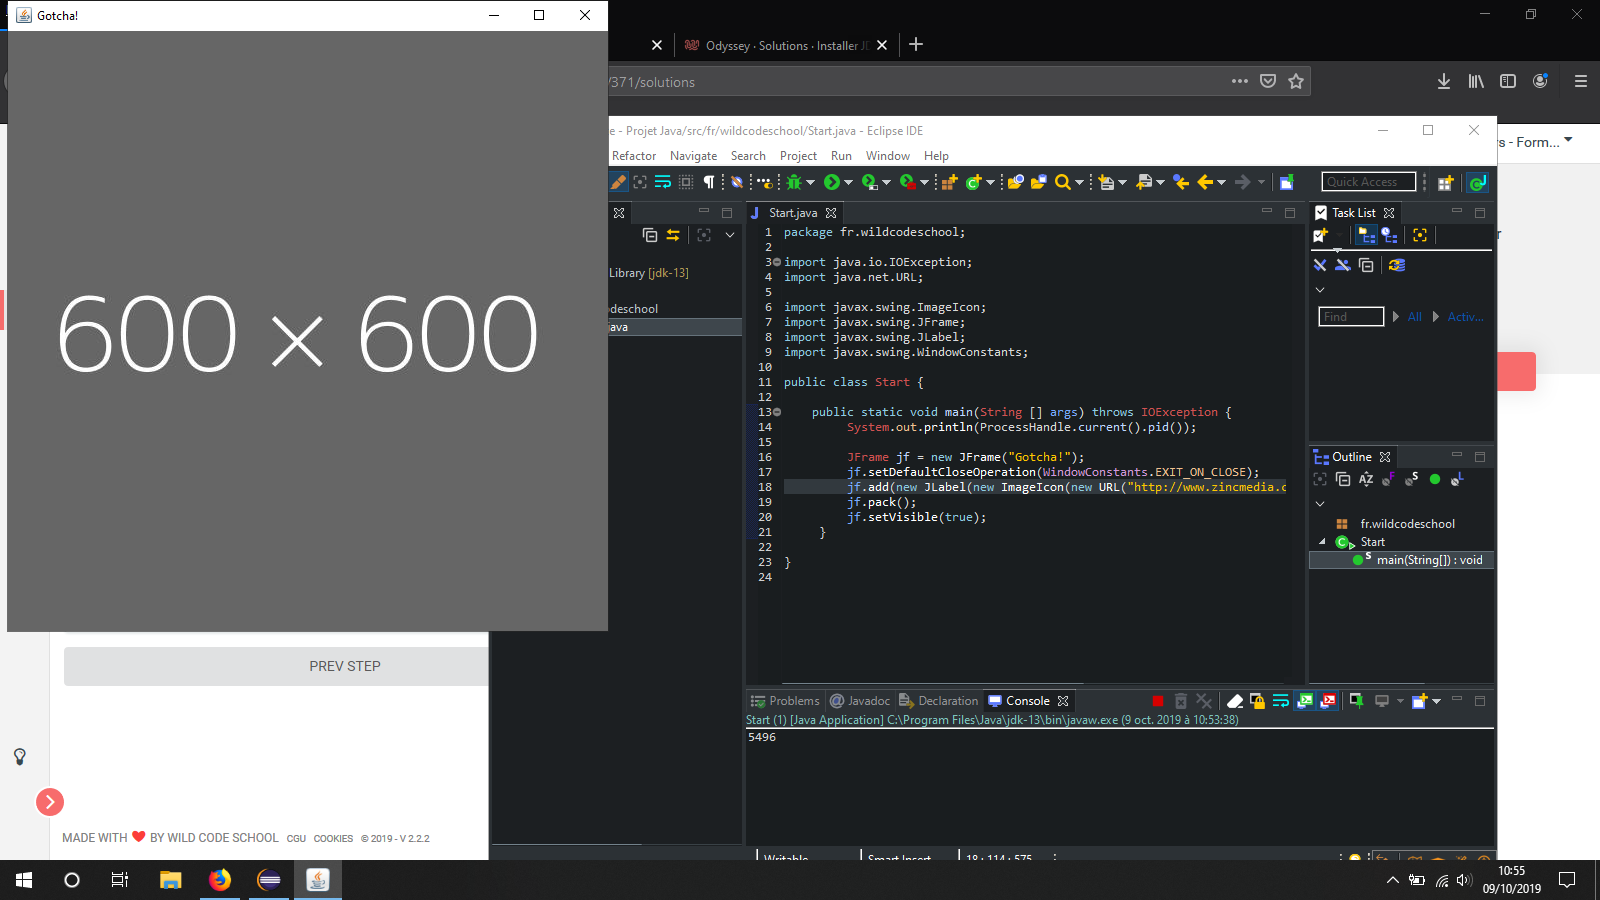 Gotcha!
600 × 600
Odyssey · Solutions · Installer J
/371/solutions
e - Projet Java/src/fr/wildcodeschool/Start.java - Eclipse IDE
Refactor Navigate Search Project Run Window Help
Quick Access
s - Form...
Library [jdk-13]
deschool
java
Start.java
1 package fr.wildcodeschool;
2
3 import java.io.IOException;
4 import java.net.URL;
5
6 import javax.swing.ImageIcon;
7 import javax.swing.JFrame;
8 import javax.swing.JLabel;
9 import javax.swing.WindowConstants;
10
11 public class Start {
12
13 public static void main(String [] args) throws IOException {
14 System.out.println(ProcessHandle.current().pid());
15
16 JFrame jf = new JFrame("Gotcha!");
17 jf.setDefaultCloseOperation(WindowConstants.EXIT_ON_CLOSE);
18 jf.add(new JLabel(new ImageIcon(new URL("http://www.zincmedia.c
19 jf.pack();
20 jf.setVisible(true);
21 }
22
23 }
24
Task List
Find All Activ...
Outline
fr.wildcodeschool
Start
main(String[]) : void
Problems Javadoc Declaration Console
Start (1) [Java Application] C:\Program Files\Java\jdk-13\bin\javaw.exe (9 oct. 2019 à 10:53:38)
5496
Writable Smart Insert 18 : 114 : 575
PREV STEP
MADE WITH ❤ BY WILD CODE SCHOOL CGU COOKIES © 2019 - V 2.2.2
10:55
09/10/2019